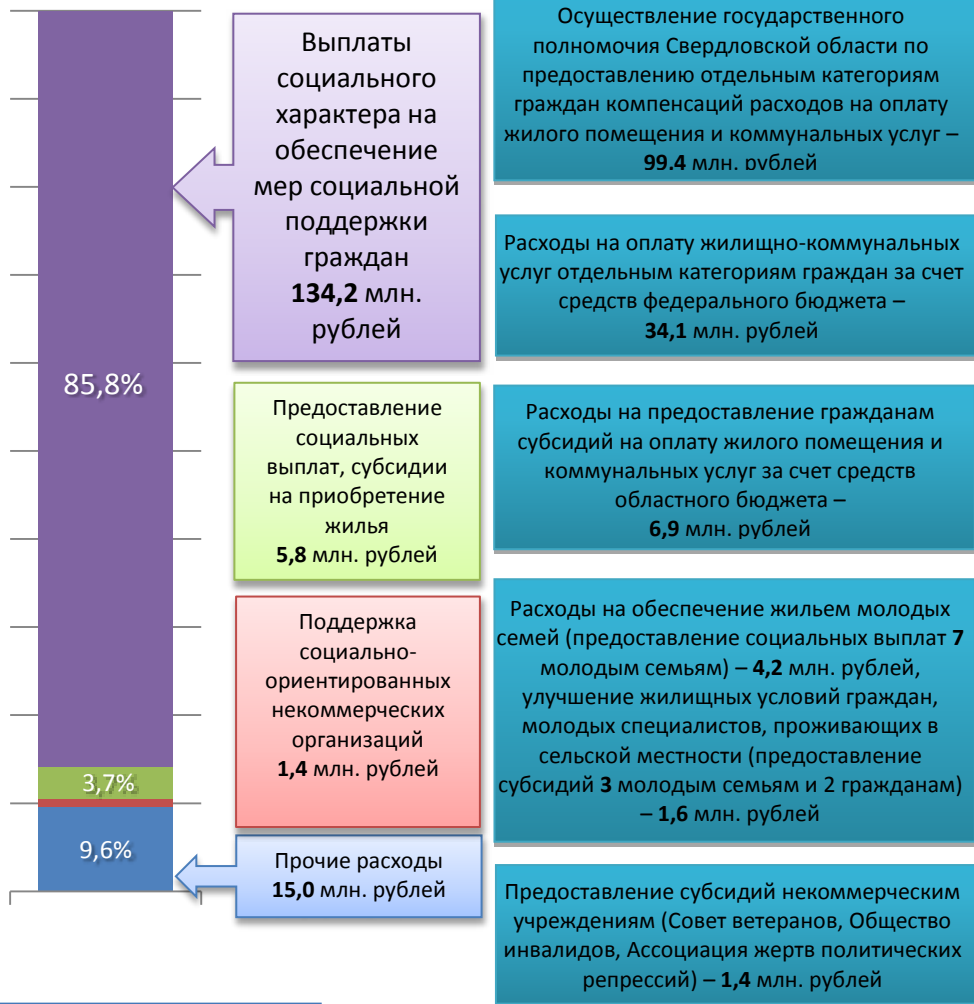 85,8%
3,7%
9,6%
Выплаты
социального
характера на
обеспечение
мер социальной
поддержки
граждан
134,2 млн.
рублей
Предоставление
социальных
выплат, субсидии
на приобретение
жилья
5,8 млн. рублей
Поддержка
социально-
ориентированных
некоммерческих
организаций
1,4 млн. рублей
Прочие расходы
15,0 млн. рублей
Осуществление государственного
полномочия Свердловской области по
предоставлению отдельным категориям
граждан компенсаций расходов на оплату
жилого помещения и коммунальных услуг –
99,4 млн. рублей
Расходы на оплату жилищно-коммунальных
услуг отдельным категориям граждан за счет
средств федерального бюджета –
34,1 млн. рублей
Расходы на предоставление гражданам
субсидий на оплату жилого помещения и
коммунальных услуг за счет средств
областного бюджета –
6,9 млн. рублей
Расходы на обеспечение жильем молодых
семей (предоставление социальных выплат 7
молодым семьям) – 4,2 млн. рублей,
улучшение жилищных условий граждан,
молодых специалистов, проживающих в
сельской местности (предоставление
субсидий 3 молодым семьям и 2 гражданам)
– 1,6 млн. рублей
Предоставление субсидий некоммерческим
учреждениям (Совет ветеранов, Общество
инвалидов, Ассоциация жертв политических
репрессий) – 1,4 млн. рублей